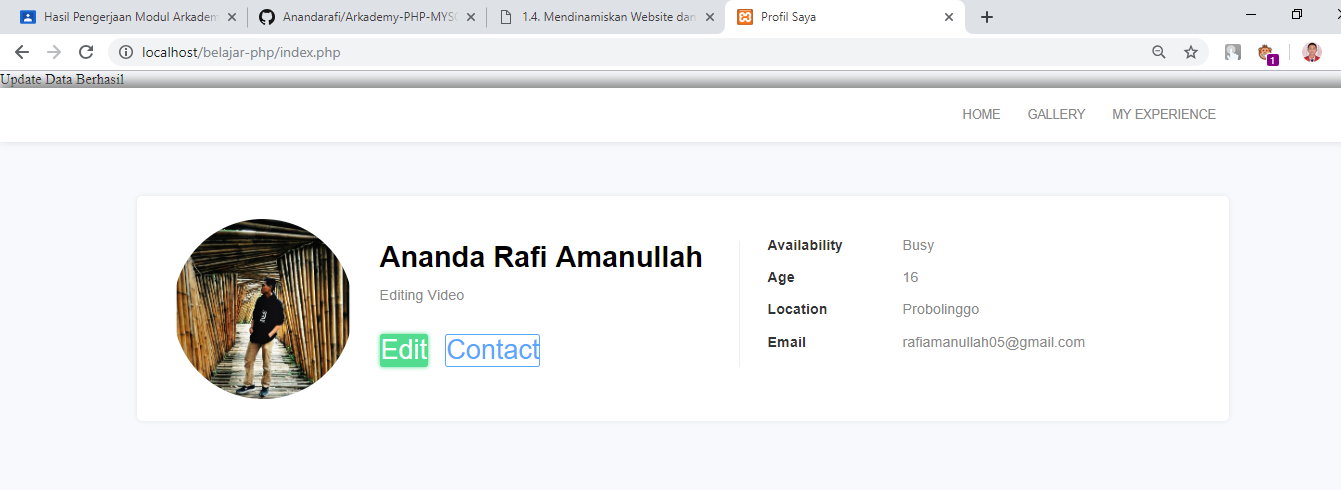 Hasil Pengerjaan Modul Arkadem
Anandarafi/Arkademy-PHP-MYSQ
1.4. Mendinamiskan Website dan
Profil Saya
localhost/belajar-php/index.php
1
Update Data Berhasil
HOME GALLERY MY EXPERIENCE
Ananda Rafi Amanullah
Editing Video
Edit Contact
Availability Busy
Age 16
Location Probolinggo
Email rafiamanullah05@gmail.com